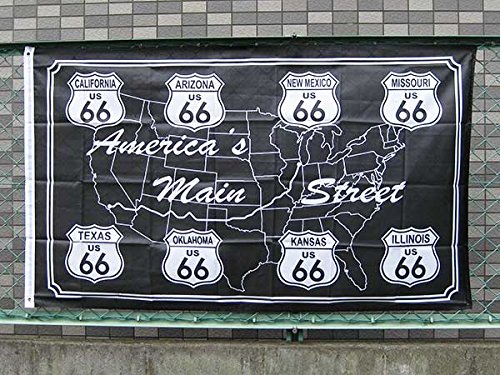 CALIFORNIA
US
66
ARIZONA
US
66
NEW MEXICO
US
66
MISSOURI
US
66
America's
Main Street
TEXAS
US
66
OKLAHOMA
US
66
KANSAS
US
66
ILLINOIS
US
66